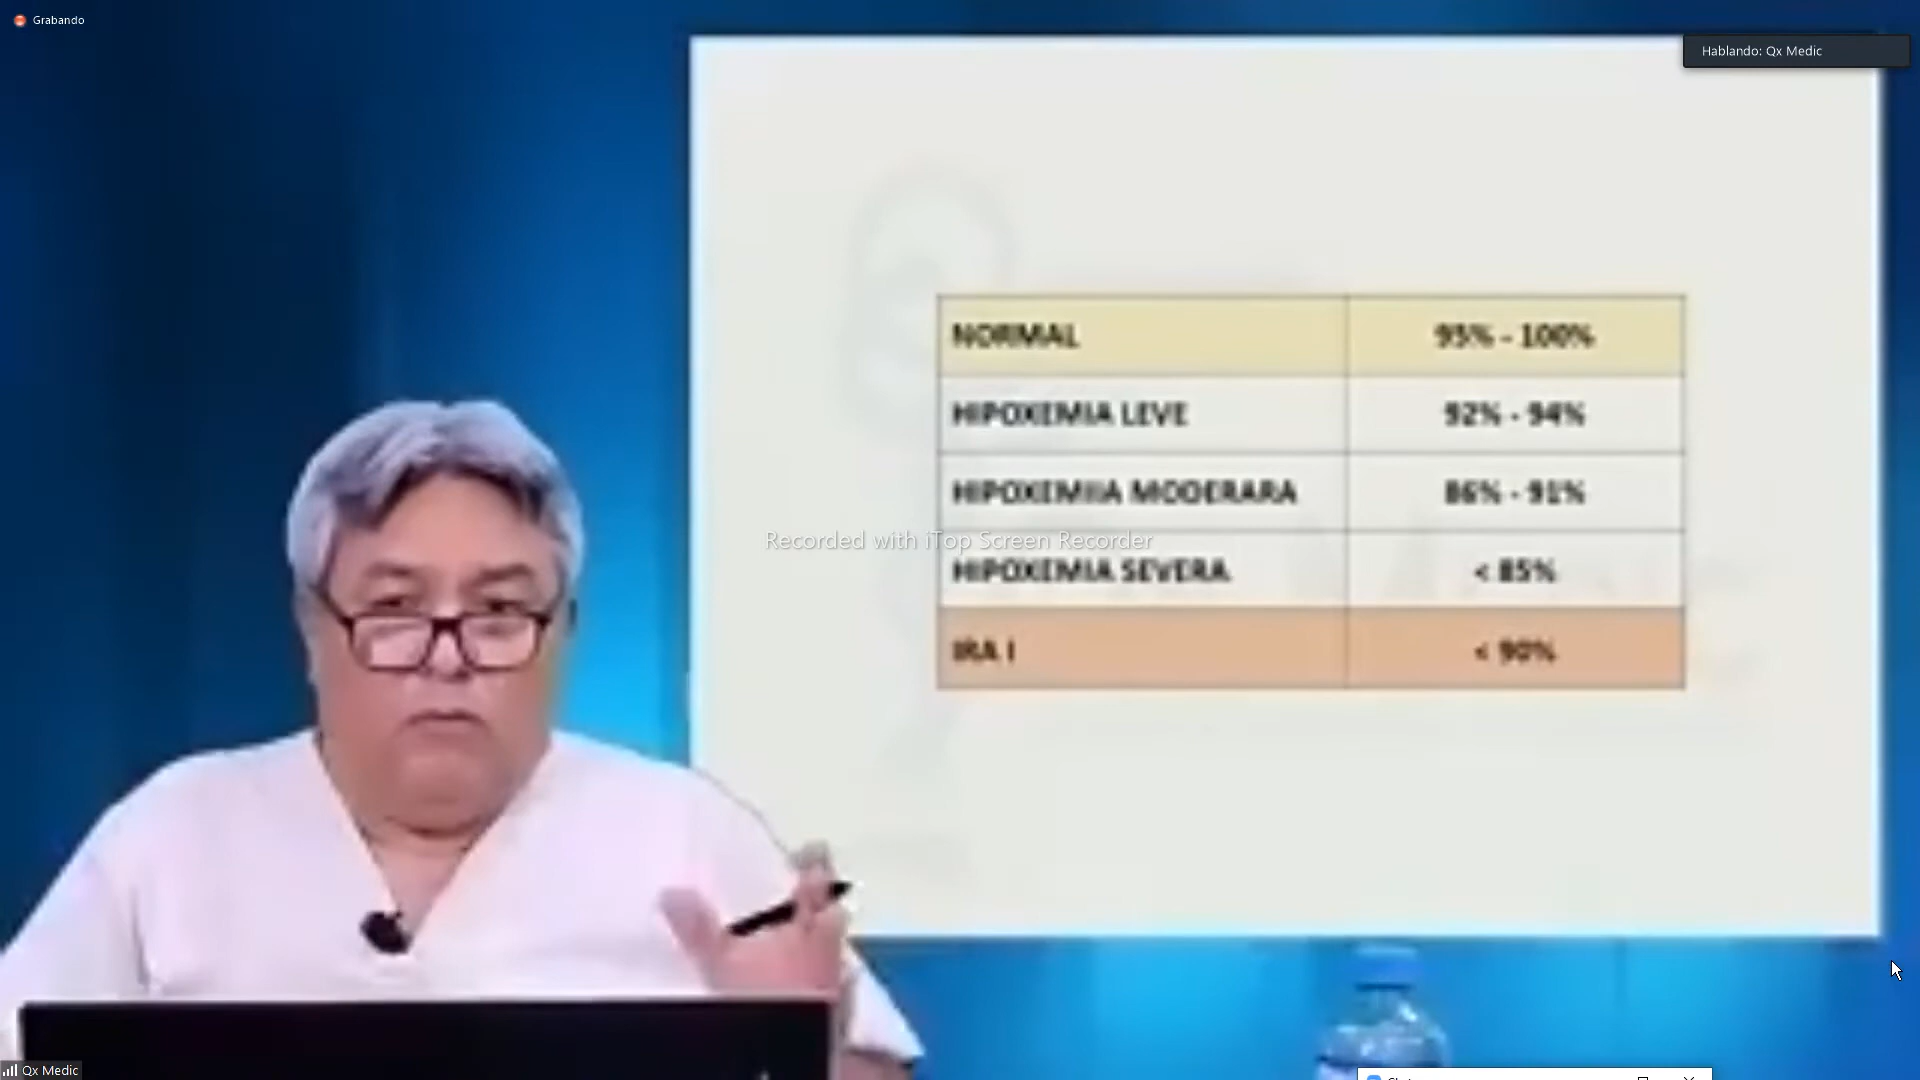 Grabando
Hablando: Qx Medic
NORMAL 95% - 100%
HIPOXEMIA LEVE 92% - 94%
HIPOXEMIIA MODERARA 86% - 91%
Recorded with iTop Screen Recorder
HIPOXEMIA SEVERA < 85%
IRA I < 90%
Qx Medic